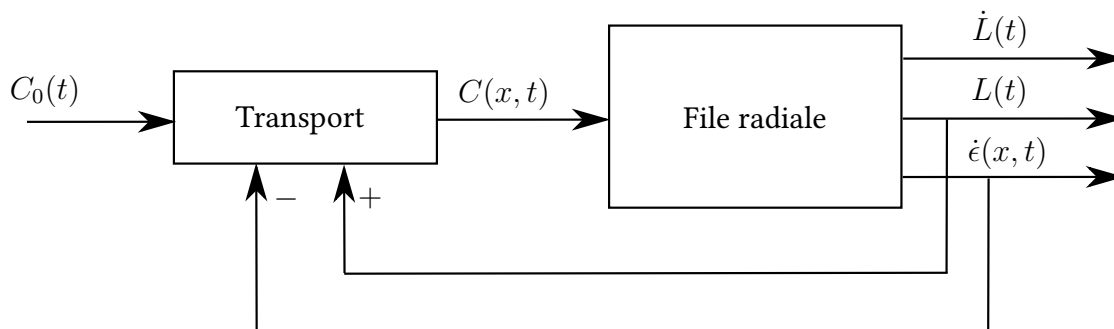 C₀(t)
Transport
C(x, t)
File radiale
L̇(t)
L(t)
ϵ̇(x, t)
−
+